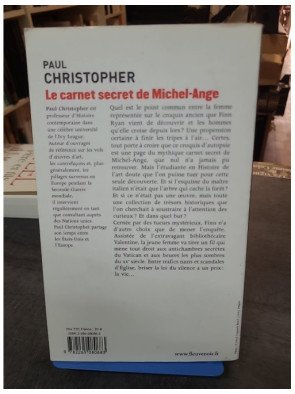 PAUL
CHRISTOPHER
Le carnet secret de Michel-Ange
Paul Christopher est
professeur d'Histoire
contemporaine dans
une célèbre université
de l'Ivy League.
Auteur d'ouvrages
de référence sur les vols
d'œuvres d'art,
les contrefaçons et, plus
généralement, les
pillages survenus en
Europe pendant la
Seconde Guerre
mondiale,
il intervient
régulièrement en tant
que consultant auprès
des Nations unies.
Paul Christopher partage
son temps entre
les États-Unis et
l'Europe.
Quel est le point commun entre la femme
représentée sur le croquis ancien que Finn
Ryan vient de découvrir et les hommes
qu'elle croise depuis lors ? Une propension
certaine à finir les tripes à l'air... Certes,
tout porte à croire que ce croquis d'autopsie
est une page du mythique carnet secret de
Michel-Ange, que nul n'a jamais pu
retrouver. Mais l'étudiante en Histoire de
l'art doute que l'on puisse tuer pour cette
seule découverte. Et si l'esquisse du maître
italien n'était que l'arbre qui cache la forêt ?
Et si ce n'était pas une œuvre, mais toute
une collection de trésors historiques que
l'on cherchait à soustraire à l'attention des
curieux ? Et dans quel but ?
Cernée par des tueurs mystérieux, Finn n'a
d'autre choix que de mener l'enquête.
Assistée de l'extravagant bibliothécaire
Valentine, la jeune femme va tirer un fil qui
mène tout droit aux antichambres secrètes
du Vatican et aux heures les plus sombres
du XXe siècle. Entre trafics nazis et scandales
d'Église, briser la loi du silence a un prix :
la vie...
www.fleuvenoir.fr